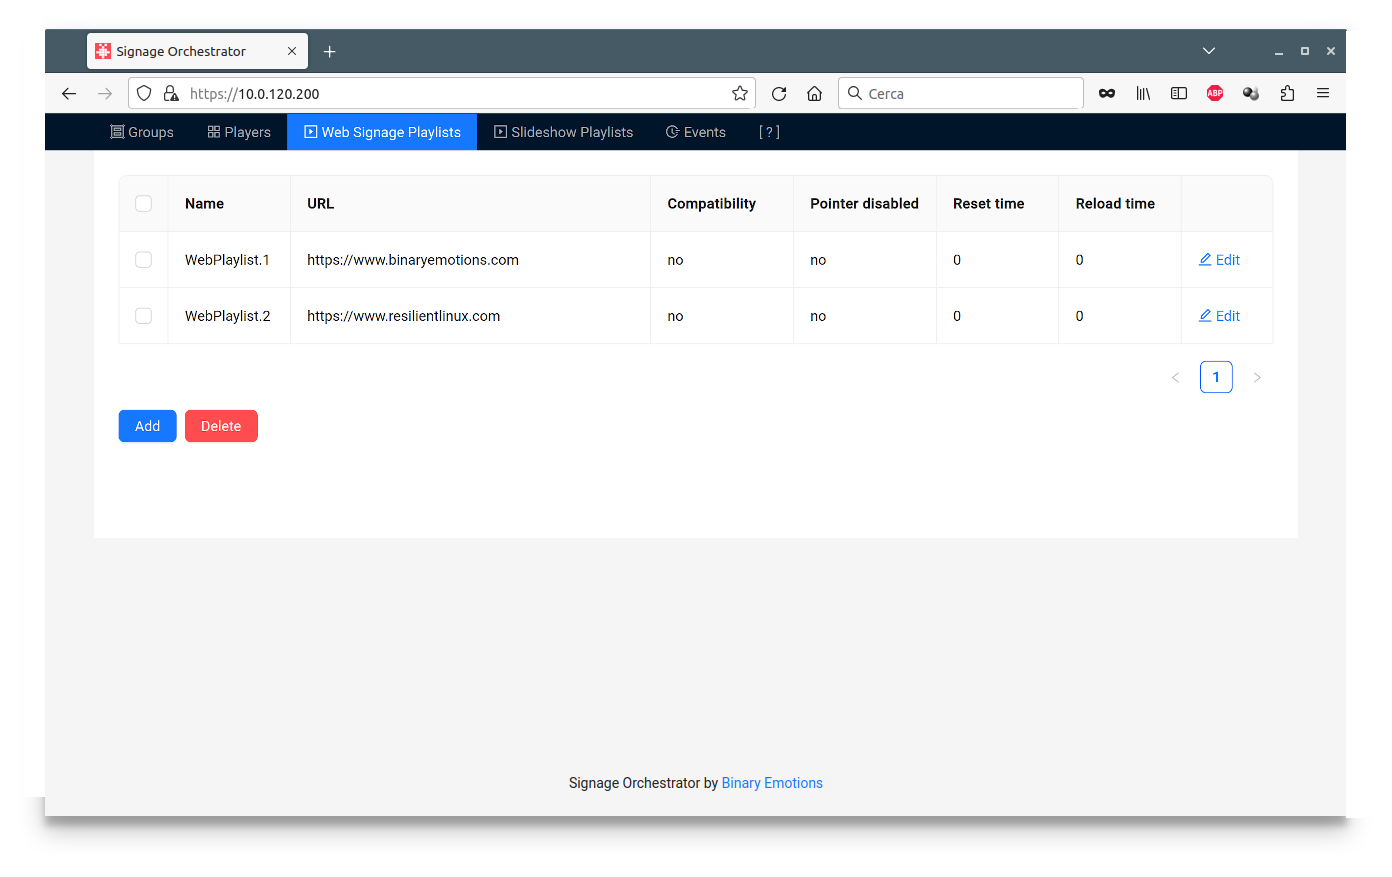 Signage Orchestrator
https://10.0.120.200
Cerca
ABP
Groups Players Web Signage Playlists Slideshow Playlists Events [ ? ]
Name URL Compatibility Pointer disabled Reset time Reload time
WebPlaylist.1 https://www.binaryemotions.com no no 0 0 Edit
WebPlaylist.2 https://www.resilientlinux.com no no 0 0 Edit
< 1 >
Add Delete
Signage Orchestrator by Binary Emotions